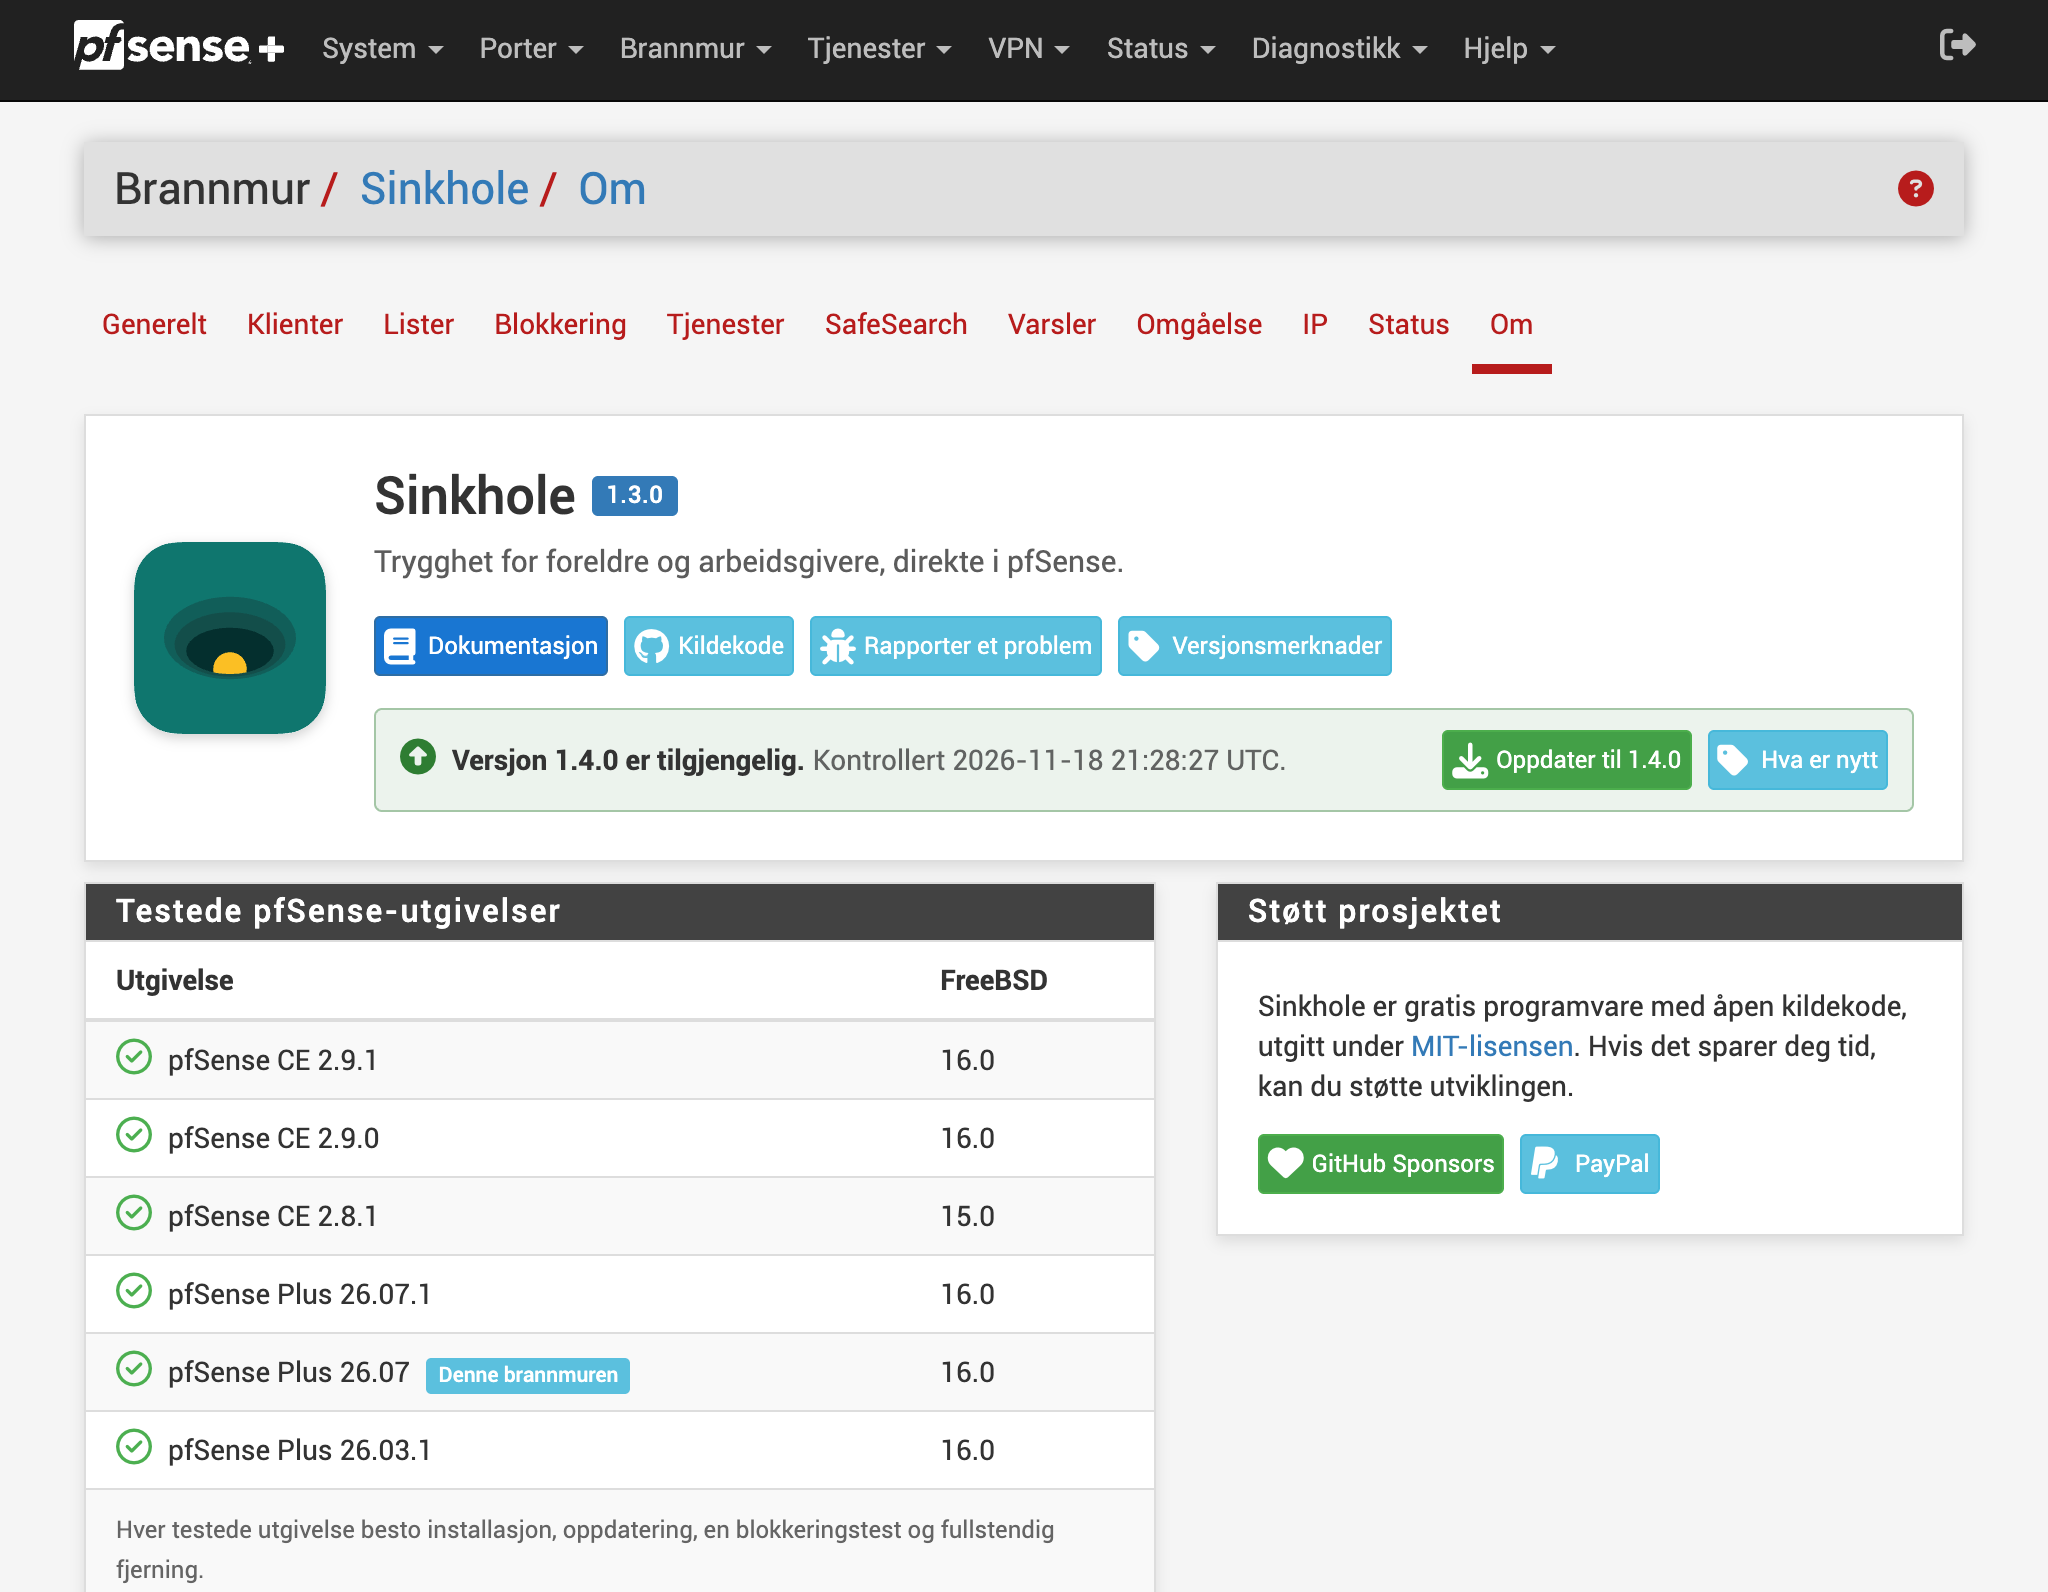 pfsense+ System Porter Brannmur Tjenester VPN Status Diagnostikk Hjelp
Brannmur / Sinkhole / Om
?
Generelt Klienter Lister Blokkering Tjenester SafeSearch Varsler Omgåelse IP Status Om
Sinkhole 1.3.0
Trygghet for foreldre og arbeidsgivere, direkte i pfSense.
Dokumentasjon Kildekode Rapporter et problem Versjonsmerknader
Versjon 1.4.0 er tilgjengelig. Kontrollert 2026-11-18 21:28:27 UTC. Oppdater til 1.4.0 Hva er nytt
Testede pfSense-utgivelser
Utgivelse FreeBSD
pfSense CE 2.9.1 16.0
pfSense CE 2.9.0 16.0
pfSense CE 2.8.1 15.0
pfSense Plus 26.07.1 16.0
pfSense Plus 26.07 Denne brannmuren 16.0
pfSense Plus 26.03.1 16.0
Hver testede utgivelse besto installasjon, oppdatering, en blokkeringstest og fullstendig
fjerning.
Støtt prosjektet
Sinkhole er gratis programvare med åpen kildekode,
utgitt under MIT-lisensen. Hvis det sparer deg tid,
kan du støtte utviklingen.
GitHub Sponsors PayPal